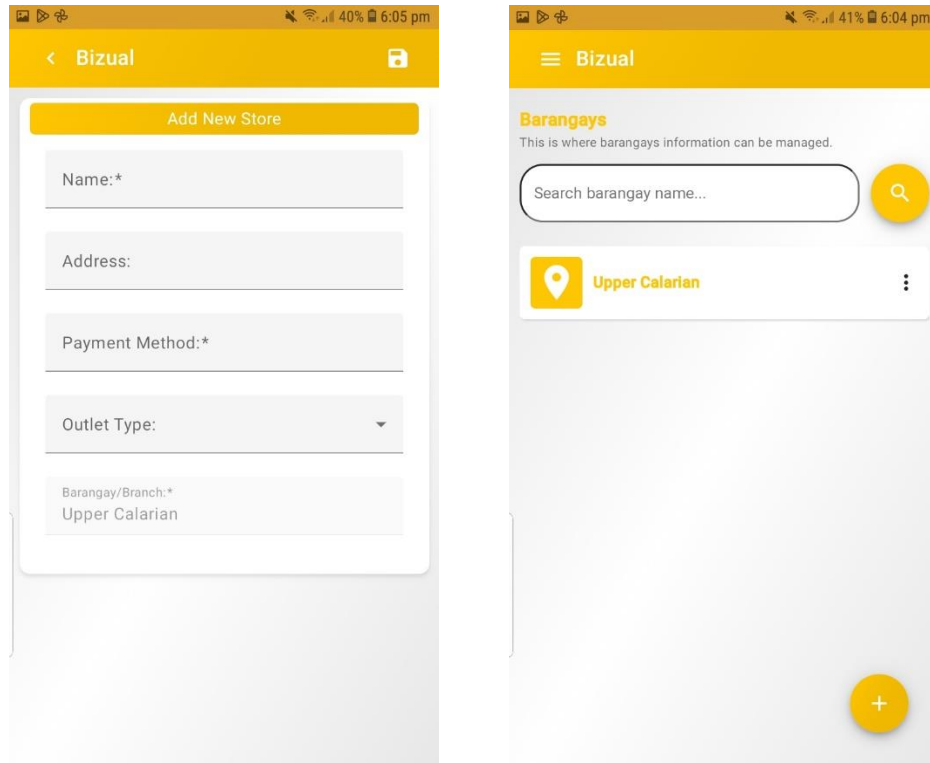 40% 6:05 pm
Bizual
Add New Store
Name:*
Address:
Payment Method:*
Outlet Type:
Barangay/Branch:*
Upper Calarian
41% 6:04 pm
Bizual
Barangays
This is where barangays information can be managed.
Search barangay name...
Upper Calarian